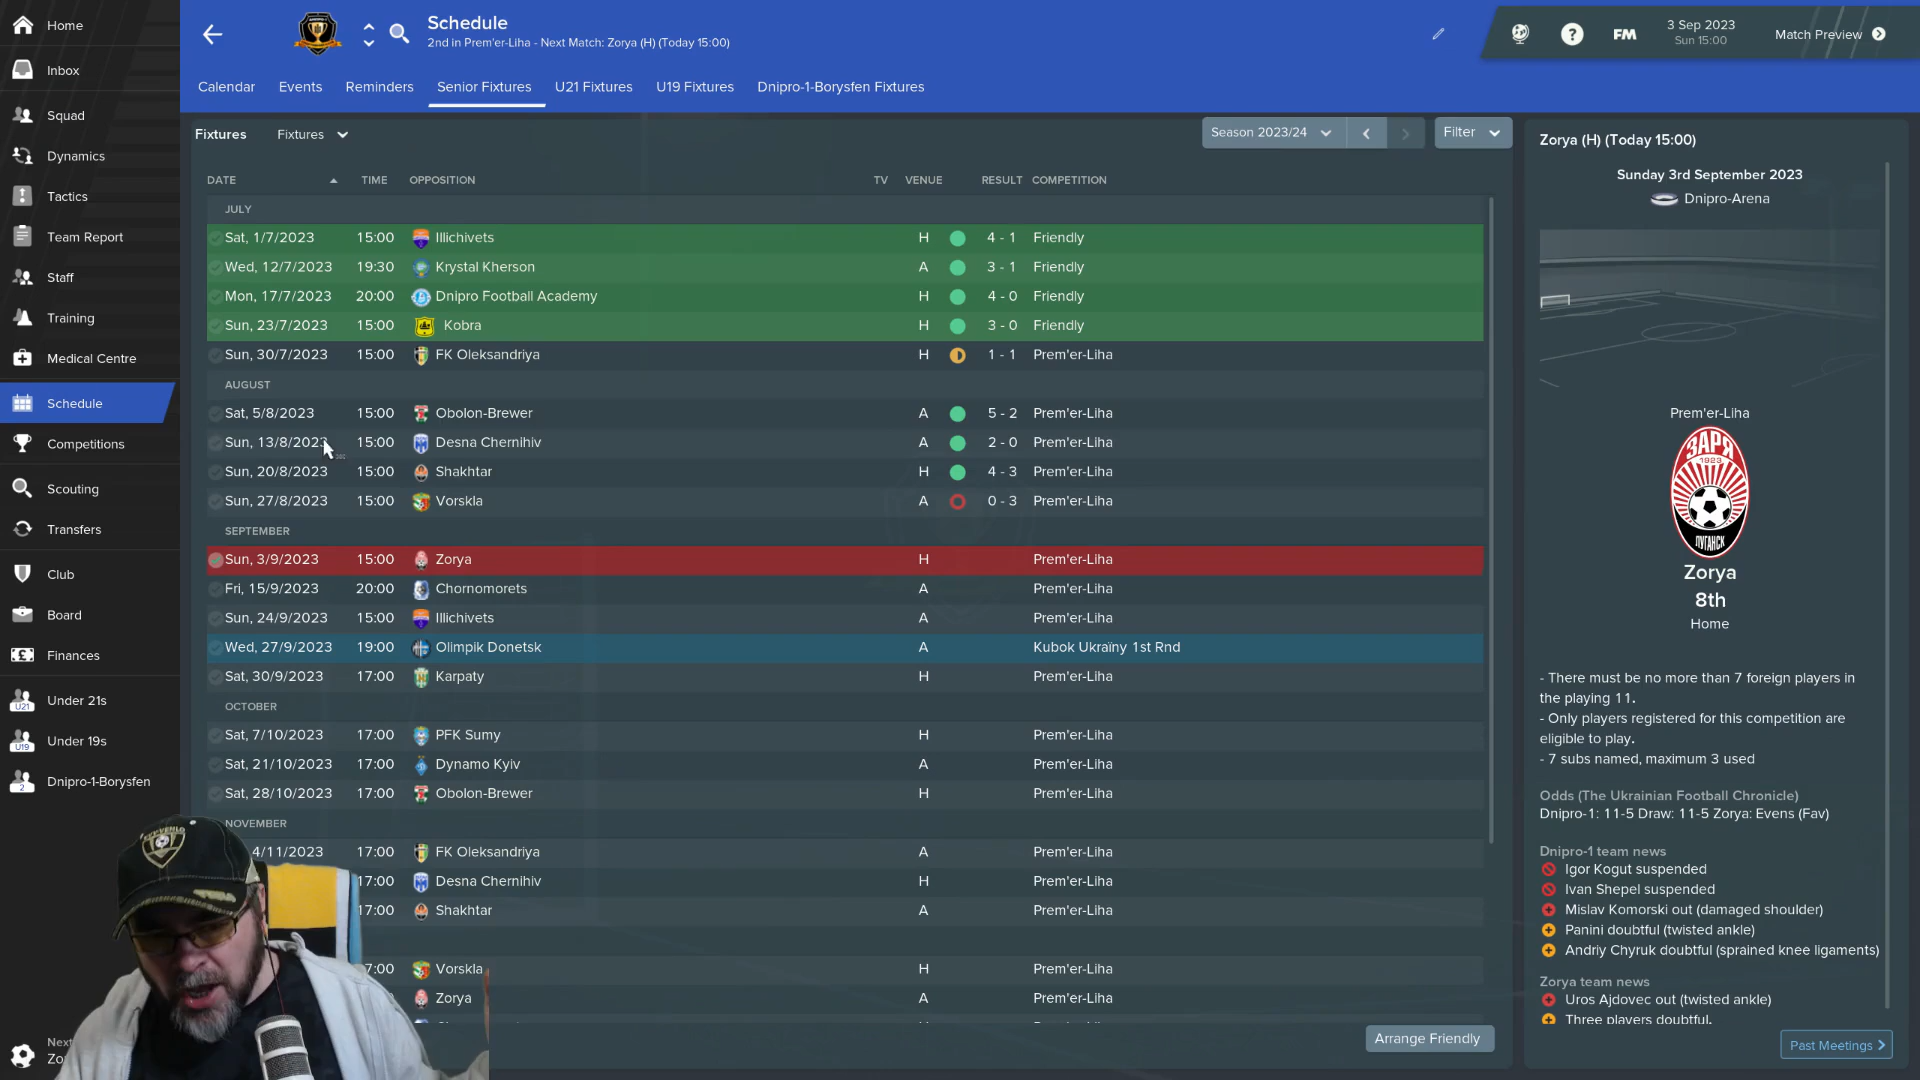 Home
Inbox
Squad
Dynamics
Tactics
Team Report
Staff
Training
Medical Centre
Schedule
Competitions
Scouting
Transfers
Club
Board
Finances
U21 Under 21s
U19 Under 19s
2 Dnipro-1-Borysfen
Schedule
2nd in Prem'er-Liha - Next Match: Zorya (H) (Today 15:00)
? FM 3 Sep 2023
Sun 15:00
Match Preview
Calendar Events Reminders Senior Fixtures U21 Fixtures U19 Fixtures Dnipro-1-Borysfen Fixtures
Fixtures Fixtures Season 2023/24 Filter
DATE TIME OPPOSITION TV VENUE RESULT COMPETITION
JULY
Sat, 1/7/2023 15:00 Illichivets H 4 - 1 Friendly
Wed, 12/7/2023 19:30 Krystal Kherson A 3 - 1 Friendly
Mon, 17/7/2023 20:00 Dnipro Football Academy H 4 - 0 Friendly
Sun, 23/7/2023 15:00 Kobra H 3 - 0 Friendly
Sun, 30/7/2023 15:00 FK Oleksandriya H 1 - 1 Prem'er-Liha
AUGUST
Sat, 5/8/2023 15:00 Obolon-Brewer A 5 - 2 Prem'er-Liha
Sun, 13/8/2023 15:00 Desna Chernihiv A 2 - 0 Prem'er-Liha
Sun, 20/8/2023 15:00 Shakhtar H 4 - 3 Prem'er-Liha
Sun, 27/8/2023 15:00 Vorskla A 0 - 3 Prem'er-Liha
SEPTEMBER
Sun, 3/9/2023 15:00 Zorya H Prem'er-Liha
Fri, 15/9/2023 20:00 Chornomorets A Prem'er-Liha
Sun, 24/9/2023 15:00 Illichivets A Prem'er-Liha
Wed, 27/9/2023 19:00 Olimpik Donetsk A Kubok Ukraïny 1st Rnd
Sat, 30/9/2023 17:00 Karpaty H Prem'er-Liha
OCTOBER
Sat, 7/10/2023 17:00 PFK Sumy H Prem'er-Liha
Sat, 21/10/2023 17:00 Dynamo Kyiv A Prem'er-Liha
Sat, 28/10/2023 17:00 Obolon-Brewer H Prem'er-Liha
NOVEMBER
4/11/2023 17:00 FK Oleksandriya A Prem'er-Liha
17:00 Desna Chernihiv H Prem'er-Liha
17:00 Shakhtar A Prem'er-Liha
7:00 Vorskla H Prem'er-Liha
Zorya A Prem'er-Liha
Arrange Friendly
Zorya (H) (Today 15:00)
Sunday 3rd September 2023
Dnipro-Arena
Prem'er-Liha
ЗАРЯ
1923
ЛУГАНСК
Zorya
8th
Home
- There must be no more than 7 foreign players in
the playing 11.
- Only players registered for this competition are
eligible to play.
- 7 subs named, maximum 3 used
Odds (The Ukrainian Football Chronicle)
Dnipro-1: 11-5 Draw: 11-5 Zorya: Evens (Fav)
Dnipro-1 team news
Igor Kogut suspended
Ivan Shepel suspended
Mislav Komorski out (damaged shoulder)
Panini doubtful (twisted ankle)
Andriy Chyruk doubtful (sprained knee ligaments)
Zorya team news
Uros Ajdovec out (twisted ankle)
Three players doubtful.
Past Meetings